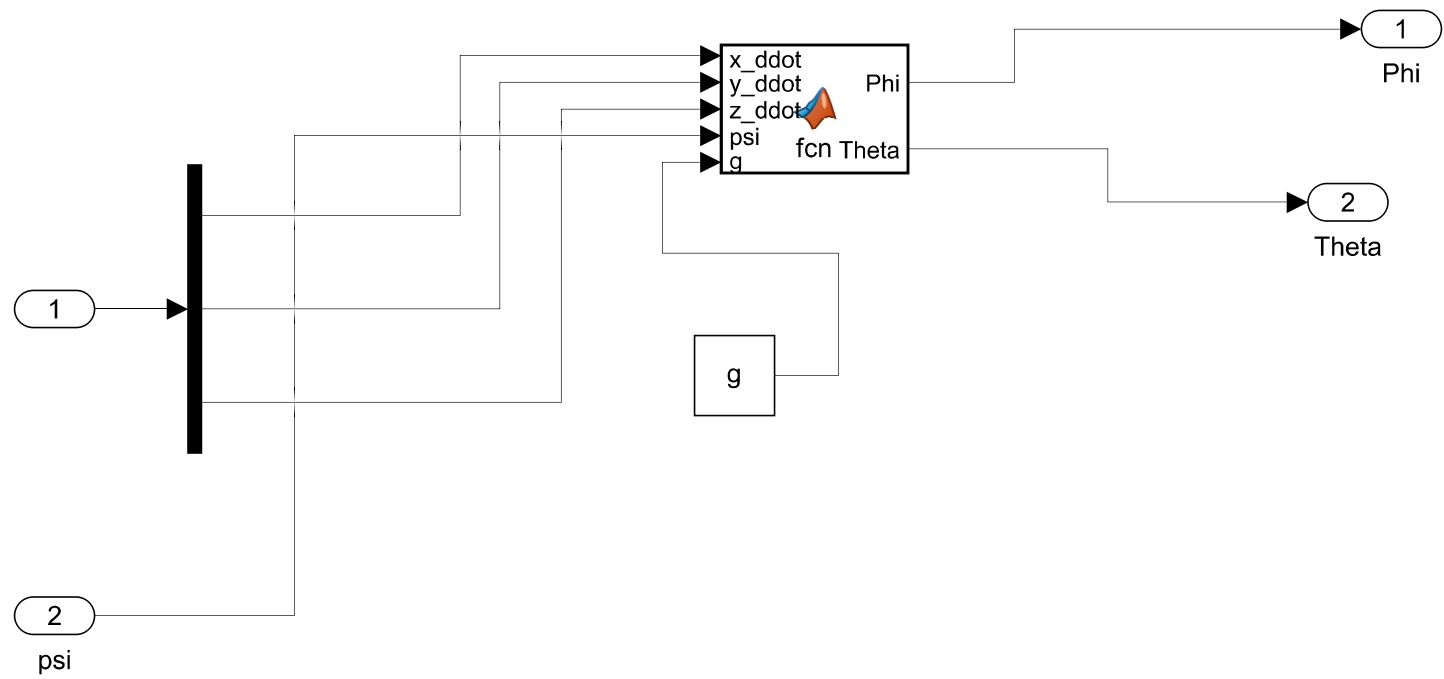 1
Phi
x_ddot
y_ddot
Phi
z_ddot
psi
fcn
Theta
g
2
Theta
1
g
2
psi